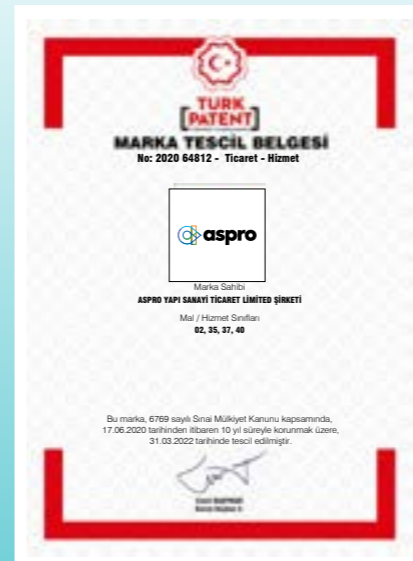 TÜRK
[PATENT]
MARKA TESCİL BELGESİ
No: 2020 64812 - Ticaret - Hizmet
aspro
Marka Sahibi
ASPRO YAPI SANAYİ TİCARET LİMİTED ŞİRKETİ
Mal / Hizmet Sınıfları
02, 35, 37, 40
Bu marka, 6769 sayılı Sınai Mülkiyet Kanunu kapsamında,
17.06.2020 tarihinden itibaren 10 yıl süreyle korunmak üzere,
31.03.2022 tarihinde tescil edilmiştir.